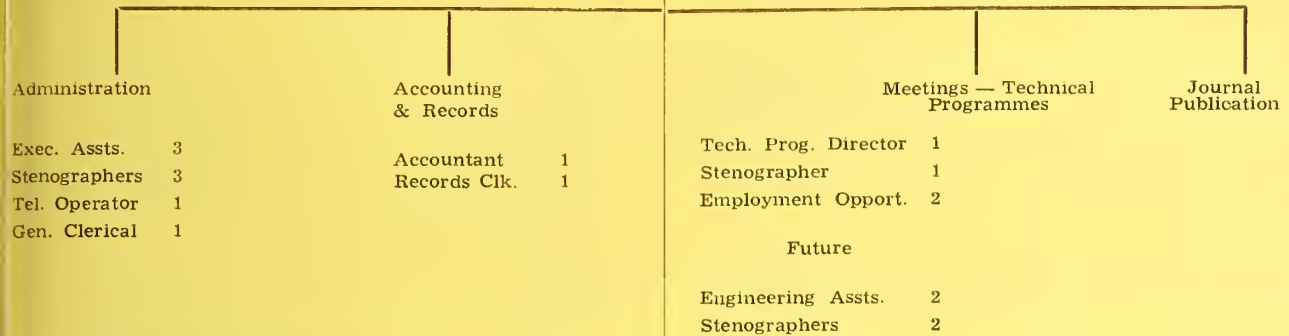 Administration
Exec. Assts. 3
Stenographers 3
Tel. Operator 1
Gen. Clerical 1
Accounting
& Records
Accountant 1
Records Clk. 1
Meetings — Technical
Programmes
Tech. Prog. Director 1
Stenographer 1
Employment Opport. 2
Future
Engineering Assts. 2
Stenographers 2
Journal
Publication